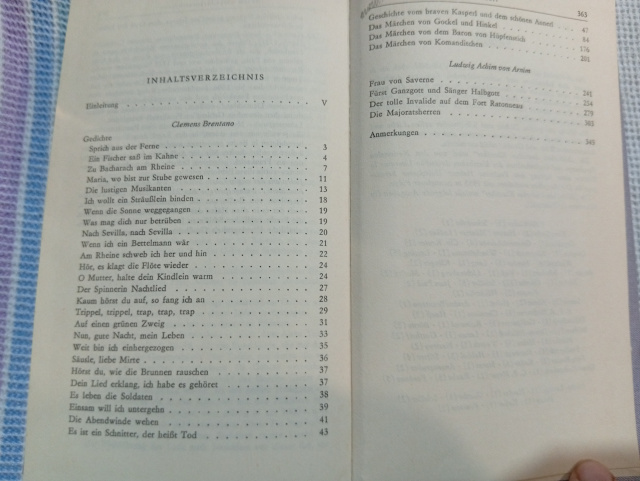 INHALTSVERZEICHNIS
Einleitung . . . . V
Clemens Brentano
Gedichte
Sprich aus der Ferne . . . . 3
Ein Fischer saß im Kahne . . . . 4
Zu Bacharach am Rheine . . . . 7
Maria, wo bist zur Stube gewesen . . . . 11
Die lustigen Musikanten . . . . 13
Ich wollt ein Sträußlein binden . . . . 18
Wenn die Sonne weggegangen . . . . 19
Was mag dich nur betrüben . . . . 19
Nach Sevilla, nach Sevilla . . . . 20
Wenn ich ein Bettelmann wär . . . . 21
Am Rheine schweb ich her und hin . . . . 22
Hör, es klagt die Flöte wieder . . . . 24
O Mutter, halte dein Kindlein warm . . . . 24
Der Spinnerin Nachtlied . . . . 27
Kaum hörst du auf, so fang ich an . . . . 28
Trippel, trippel, trap, trap, trap . . . . 29
Auf einen grünen Zweig . . . . 31
Nun, gute Nacht, mein Leben . . . . 33
Weit bin ich einhergezogen . . . . 35
Säusle, liebe Mirte . . . . 36
Hörst du, wie die Brunnen rauschen . . . . 37
Dein Lied erklang, ich habe es gehöret . . . . 37
Es leben die Soldaten . . . . 38
Einsam will ich untergehn . . . . 39
Die Abendwinde wehen . . . . 41
Es ist ein Schnitter, der heißt Tod . . . . 43
363
Geschichte vom braven Kasperl und dem schönen Annerl . . . . 47
Das Märchen von Gockel und Hinkel . . . . 84
Das Märchen von dem Baron von Hüpfenstich . . . . 176
Das Märchen von Komanditchen . . . . 201
Ludwig Achim von Arnim
Frau von Saverne . . . . 241
Fürst Ganzgott und Sänger Halbgott . . . . 254
Der tolle Invalide auf dem Fort Ratonneau . . . . 279
Die Majoratsherren . . . .
Anmerkungen . . . .